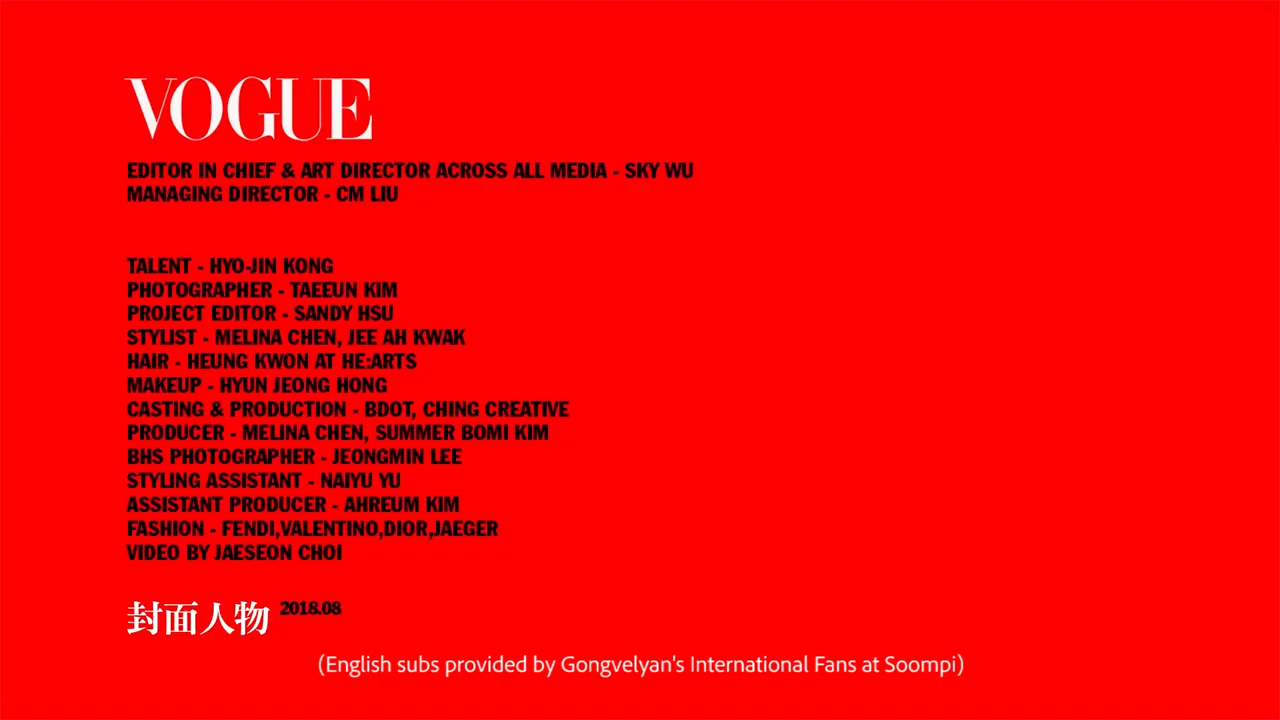 VOGUE
EDITOR IN CHIEF & ART DIRECTOR ACROSS ALL MEDIA - SKY WU
MANAGING DIRECTOR - CM LIU
TALENT - HYO-JIN KONG
PHOTOGRAPHER - TAEEUN KIM
PROJECT EDITOR - SANDY HSU
STYLIST - MELINA CHEN, JEE AH KWAK
HAIR - HEUNG KWON AT HE:ARTS
MAKEUP - HYUN JEONG HONG
CASTING & PRODUCTION - BDOT, CHING CREATIVE
PRODUCER - MELINA CHEN, SUMMER BOMI KIM
BHS PHOTOGRAPHER - JEONGMIN LEE
STYLING ASSISTANT - NAIYU YU
ASSISTANT PRODUCER - AHREUM KIM
FASHION - FENDI,VALENTINO,DIOR,JAEGER
VIDEO BY JAESEON CHOI
封面人物 2018.08
(English subs provided by Gongvelyan's International Fans at Soompi)